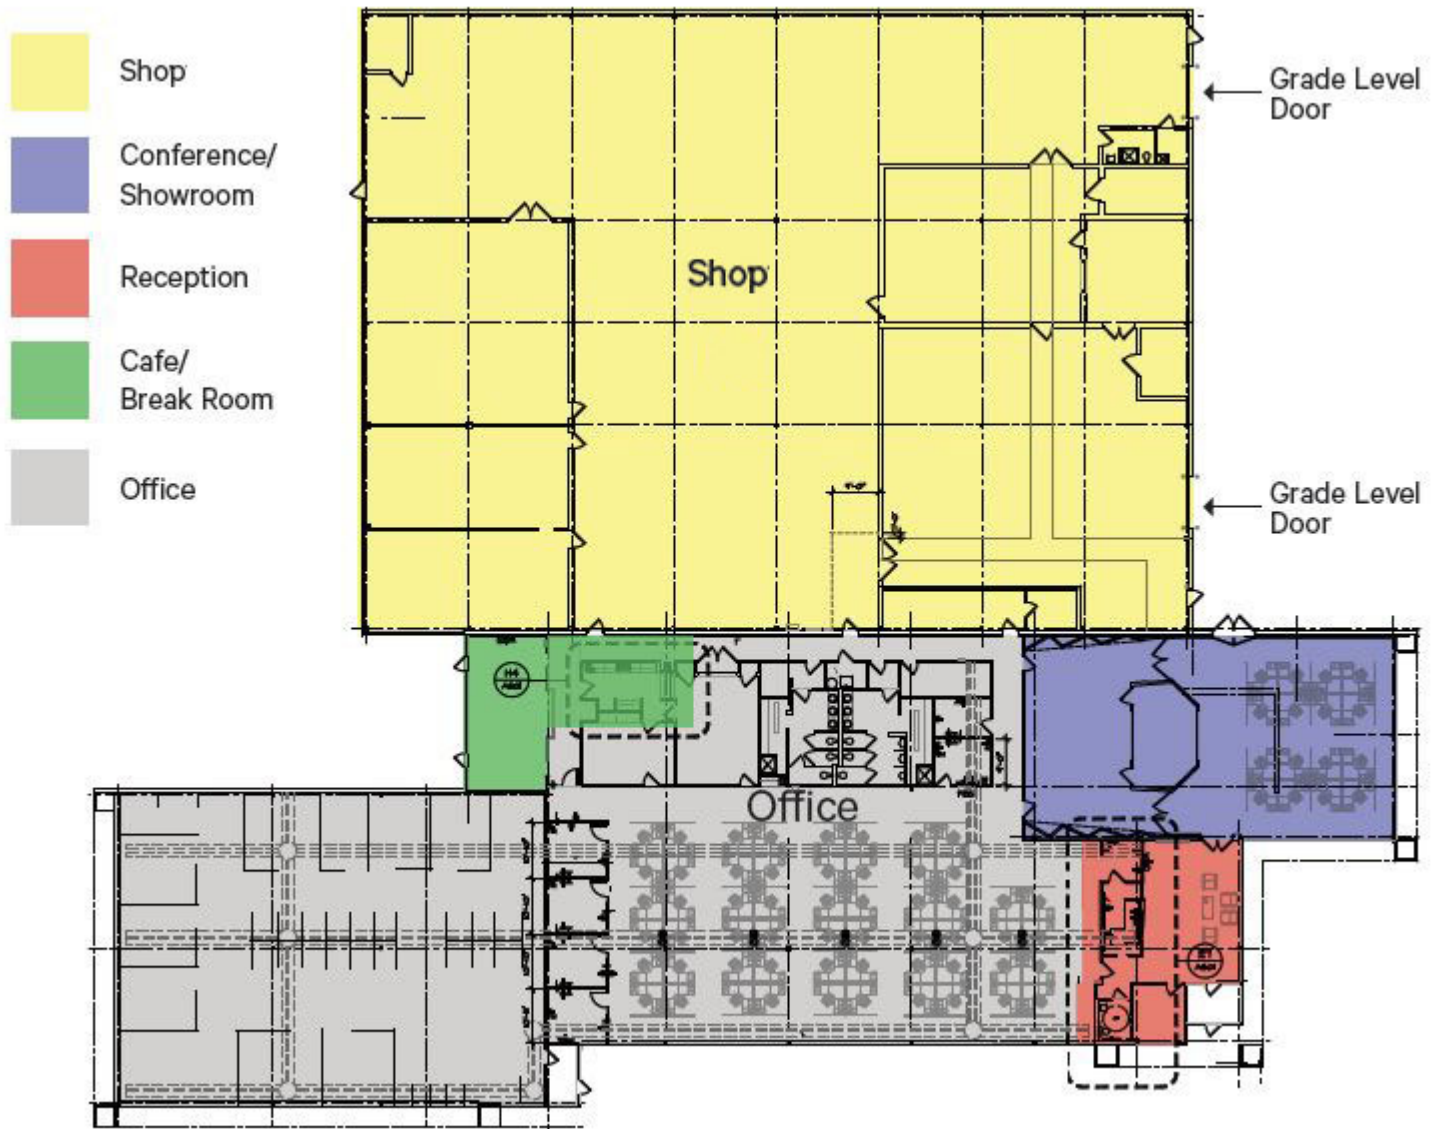 Shop
Grade Level
Door
Conference/
Showroom
Reception
Shop
Cafe/
Break Room
Office
Grade Level
Door
Office